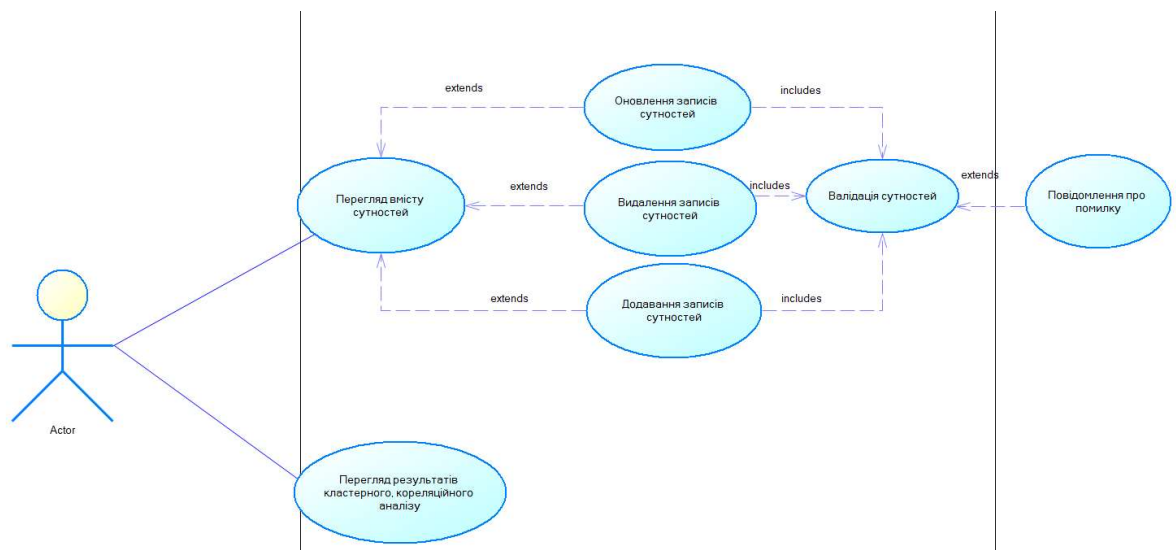 extends
Оновлення записів
сутностей
includes
Перегляд вмісту
сутностей
extends
Видалення записів
сутностей
includes
Валідація сутностей
extends
Повідомлення про
помилку
extends
Додавання записів
сутностей
includes
Actor
Перегляд результатів
кластерного, кореляційного
аналізу